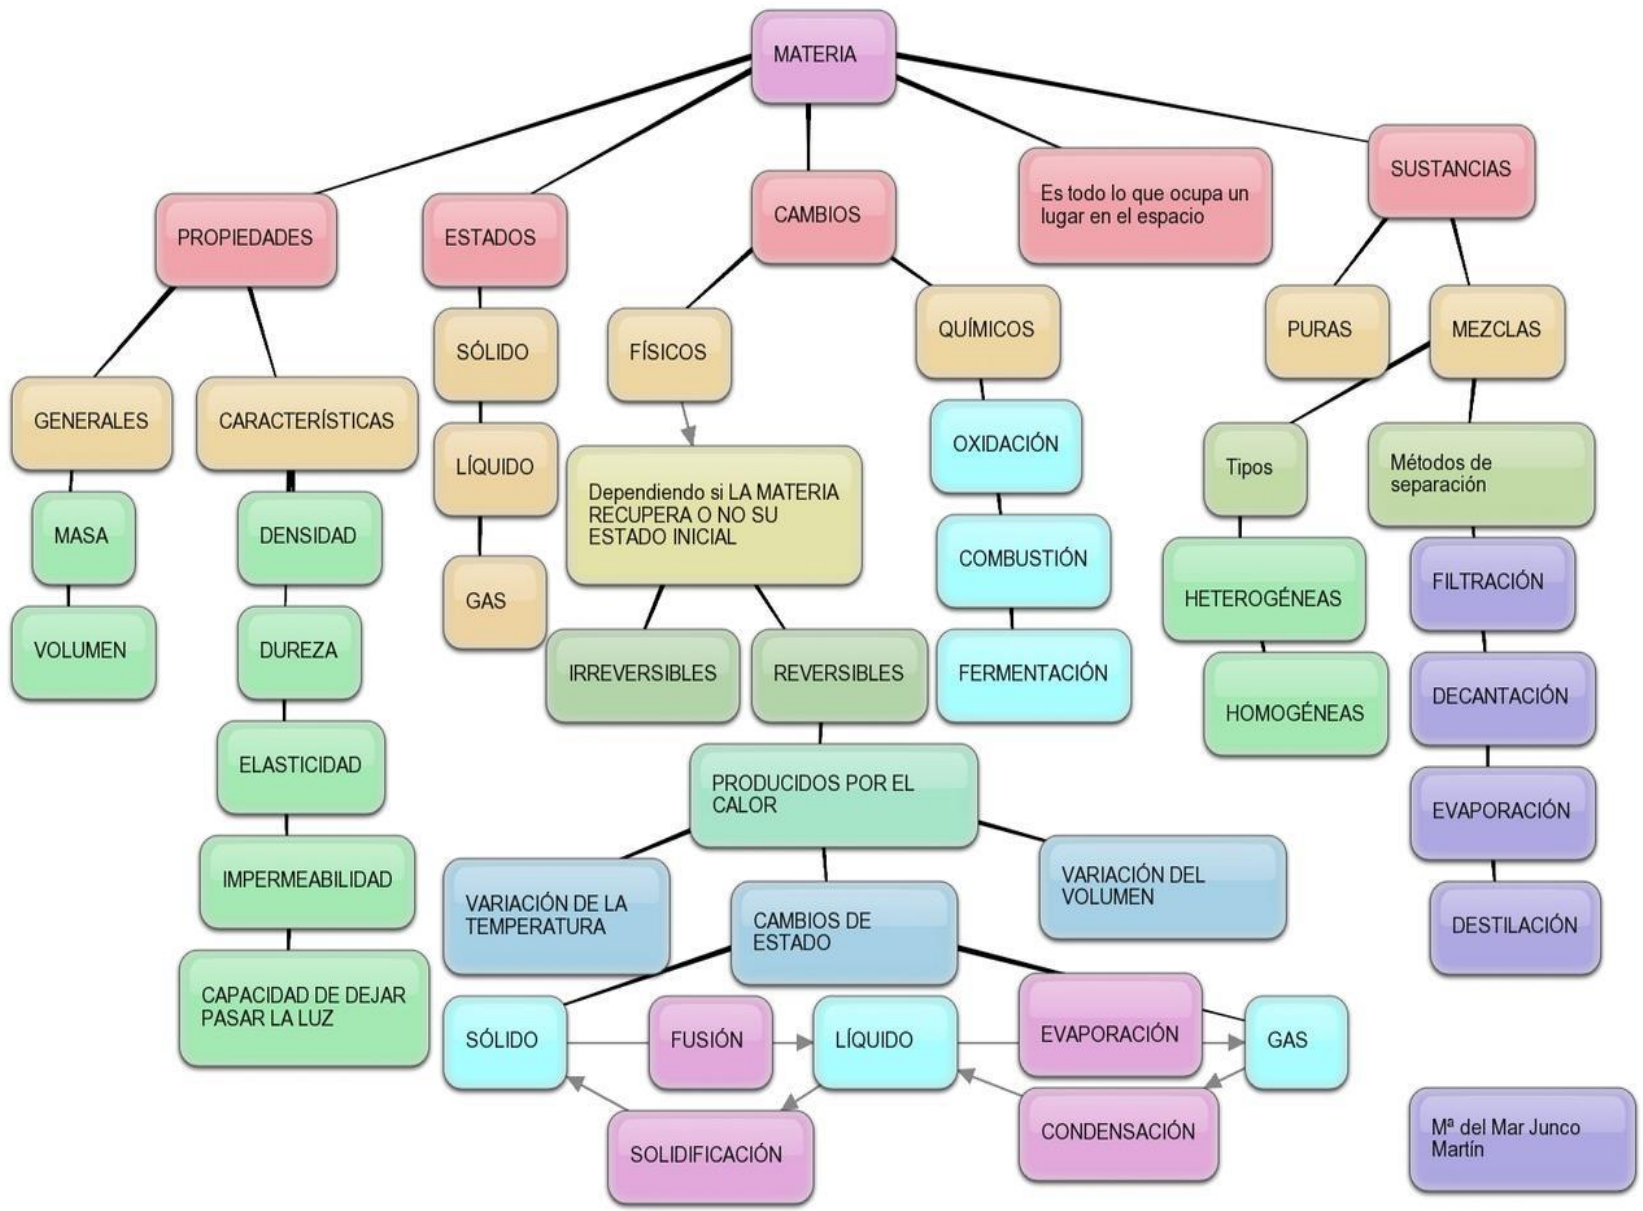 MATERIA
PROPIEDADES
ESTADOS
CAMBIOS
Es todo lo que ocupa un
lugar en el espacio
SUSTANCIAS
GENERALES
CARACTERÍSTICAS
MASA
VOLUMEN
DENSIDAD
DUREZA
ELASTICIDAD
IMPERMEABILIDAD
CAPACIDAD DE DEJAR
PASAR LA LUZ
SÓLIDO
LÍQUIDO
GAS
FÍSICOS
QUÍMICOS
Dependiendo si LA MATERIA
RECUPERA O NO SU
ESTADO INICIAL
IRREVERSIBLES
REVERSIBLES
OXIDACIÓN
COMBUSTIÓN
FERMENTACIÓN
PRODUCIDOS POR EL
CALOR
VARIACIÓN DE LA
TEMPERATURA
CAMBIOS DE
ESTADO
VARIACIÓN DEL
VOLUMEN
SÓLIDO
FUSIÓN
LÍQUIDO
EVAPORACIÓN
GAS
SOLIDIFICACIÓN
CONDENSACIÓN
PURAS
MEZCLAS
Tipos
HETEROGÉNEAS
HOMOGÉNEAS
Métodos de
separación
FILTRACIÓN
DECANTACIÓN
EVAPORACIÓN
DESTILACIÓN
Mª del Mar Junco
Martín